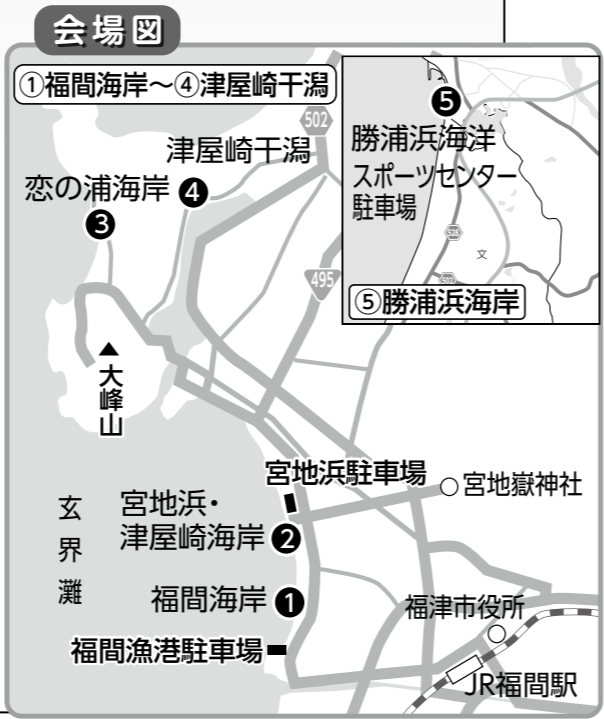 会場図
①福間海岸〜④津屋崎干潟
502
津屋崎干潟
恋の浦海岸 ❹
❸
495
▲
大峰山
❺
勝浦浜海洋
スポーツセンター
駐車場
文
⑤勝浦浜海岸
宮地浜駐車場
○宮地嶽神社
玄界灘
宮地浜・
津屋崎海岸 ❷
福間海岸 ❶
福間漁港駐車場
福津市役所
JR福間駅